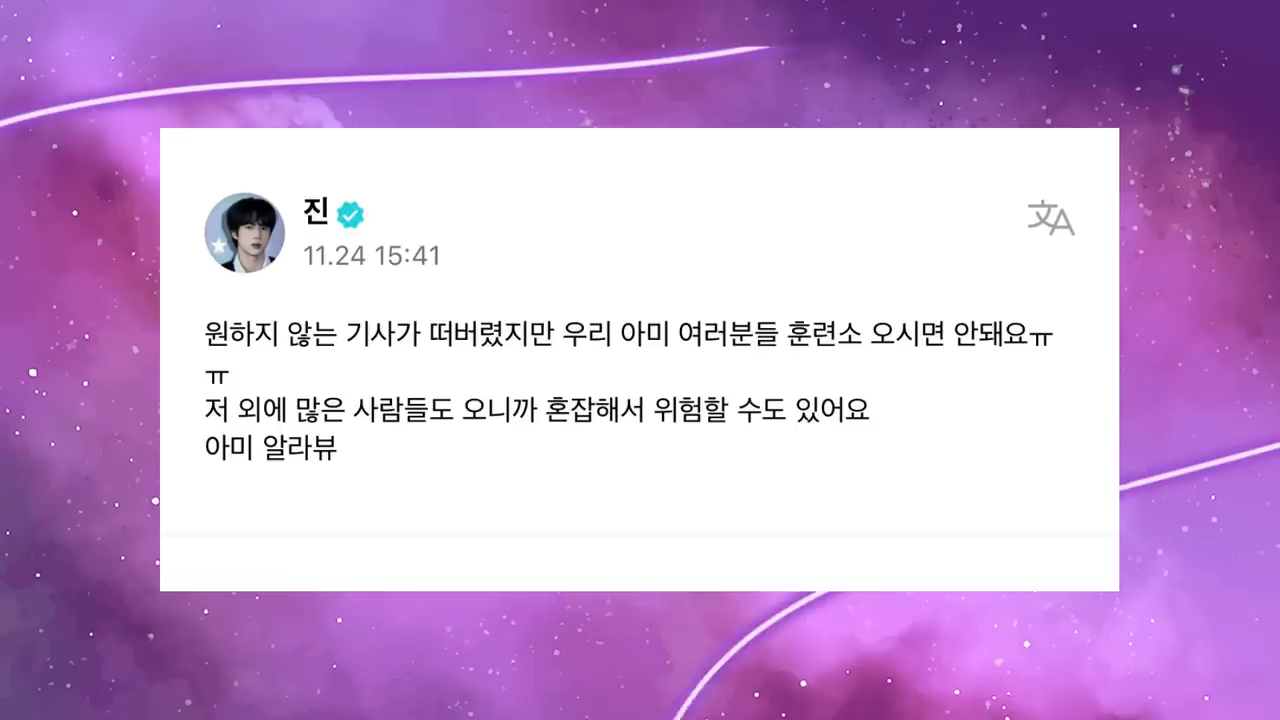 진
11.24 15:41
원하지 않는 기사가 떠버렸지만 우리 아미 여러분들 훈련소 오시면 안돼요ㅠ
ㅠ
저 외에 많은 사람들도 오니까 혼잡해서 위험할 수도 있어요
아미 알라뷰